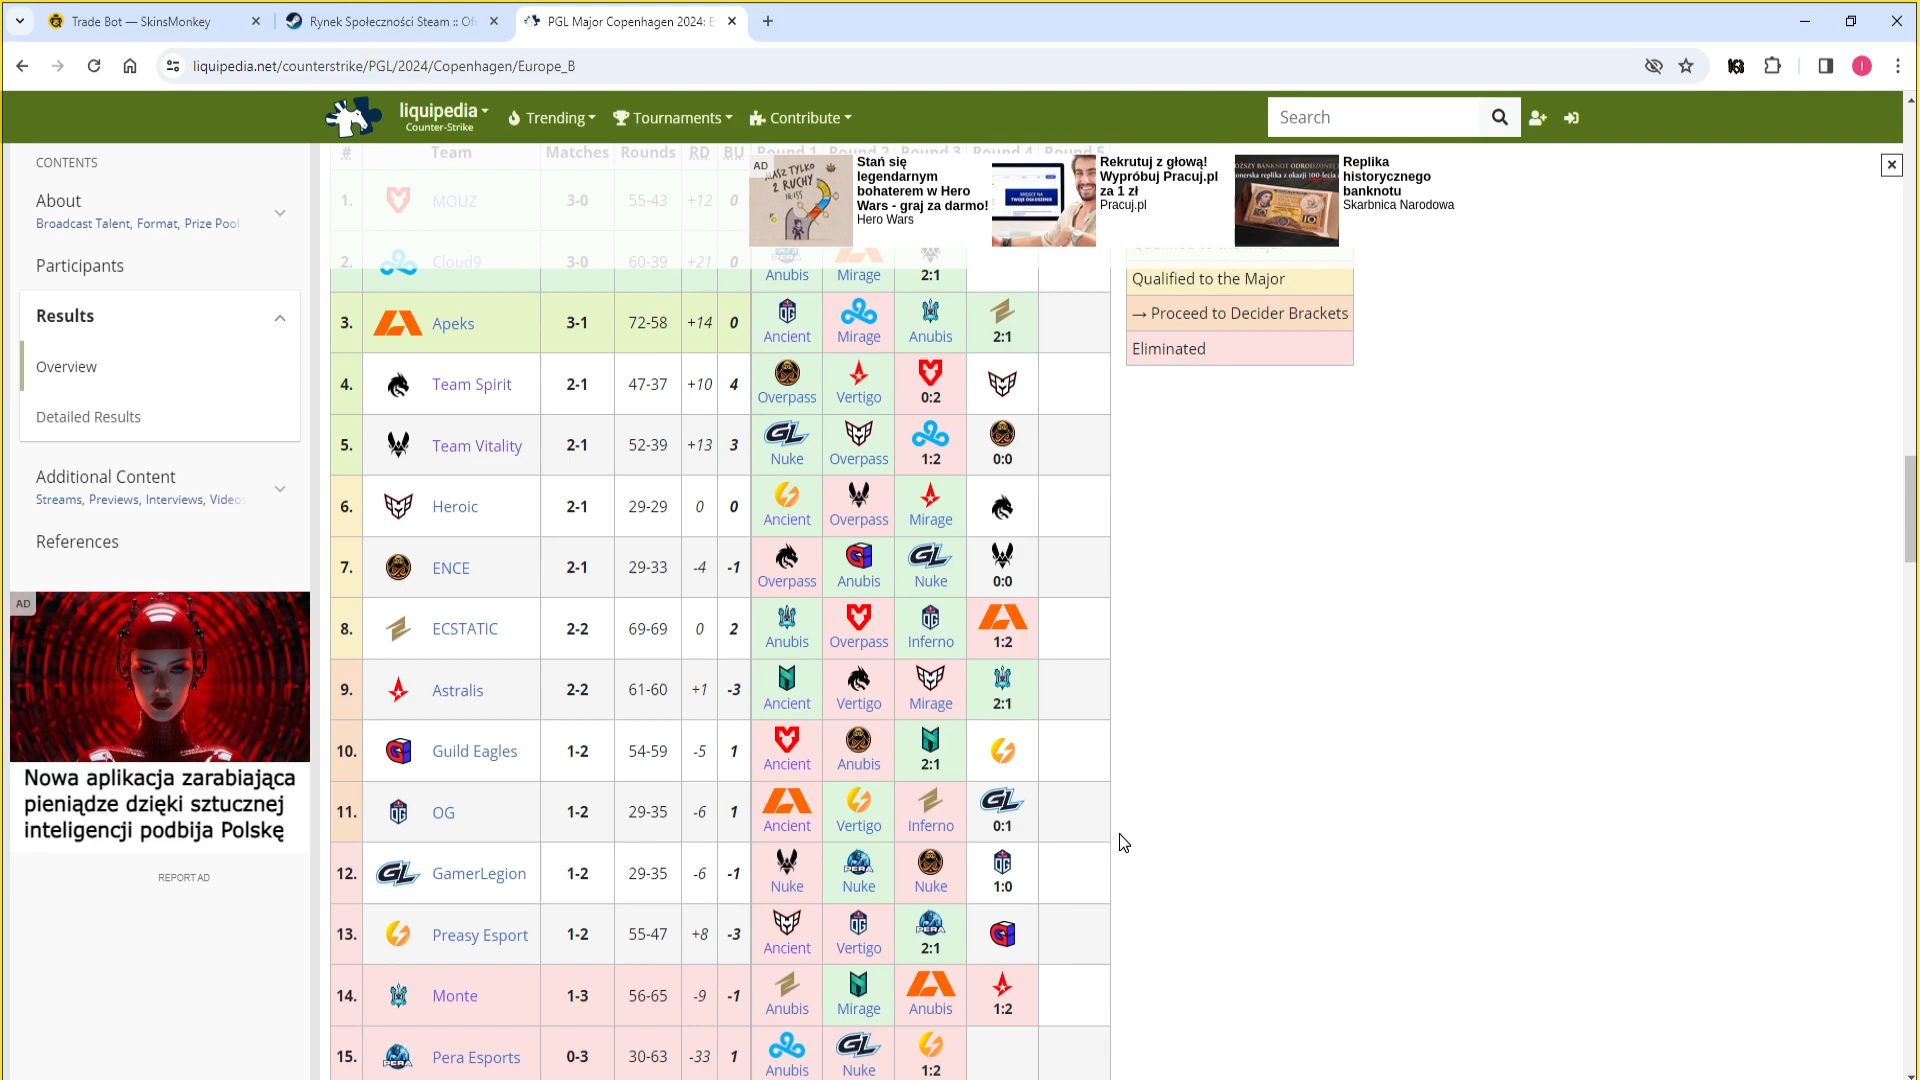 Trade Bot — SkinsMonkey
Rynek Społeczności Steam :: Of
PGL Major Copenhagen 2024: E
liquipedia.net/counterstrike/PGL/2024/Copenhagen/Europe_B
liquipedia
Counter-Strike
Trending
Tournaments
Contribute
Search
CONTENTS
About
Broadcast Talent, Format, Prize Pool
Participants
Results
Overview
Detailed Results
Additional Content
Streams, Previews, Interviews, Videos
References
AD
Nowa aplikacja zarabiająca
pieniądze dzięki sztucznej
inteligencji podbija Polskę
REPORT AD
AD
MASZ TYLKO
2 RUCHY
Stań się
legendarnym
bohaterem w Hero
Wars - graj za darmo!
Hero Wars
Rekrutuj z głową!
Wypróbuj Pracuj.pl
za 1 zł
Pracuj.pl
Replika
historycznego
banknotu
Skarbnica Narodowa
# Team Matches Rounds RD BU Round 1 Round 2 Round 3 Round 4 Round 5
1. MOUZ 3-0 55-43 +12 0
2. Cloud9 3-0 60-39 +21 0 Anubis Mirage 2:1
3. Apeks 3-1 72-58 +14 0 Ancient Mirage Anubis 2:1
4. Team Spirit 2-1 47-37 +10 4 Overpass Vertigo 0:2
5. Team Vitality 2-1 52-39 +13 3 Nuke Overpass 1:2 0:0
6. Heroic 2-1 29-29 0 0 Ancient Overpass Mirage
7. ENCE 2-1 29-33 -4 -1 Overpass Anubis Nuke 0:0
8. ECSTATIC 2-2 69-69 0 2 Anubis Overpass Inferno 1:2
9. Astralis 2-2 61-60 +1 -3 Ancient Vertigo Mirage 2:1
10. Guild Eagles 1-2 54-59 -5 1 Ancient Anubis 2:1
11. OG 1-2 29-35 -6 1 Ancient Vertigo Inferno 0:1
12. GamerLegion 1-2 29-35 -6 -1 Nuke Nuke Nuke 1:0
13. Preasy Esport 1-2 55-47 +8 -3 Ancient Vertigo 2:1
14. Monte 1-3 56-65 -9 -1 Anubis Mirage Anubis 1:2
15. Pera Esports 0-3 30-63 -33 1 Anubis Nuke 1:2
Qualified to the Major
→ Proceed to Decider Brackets
Eliminated